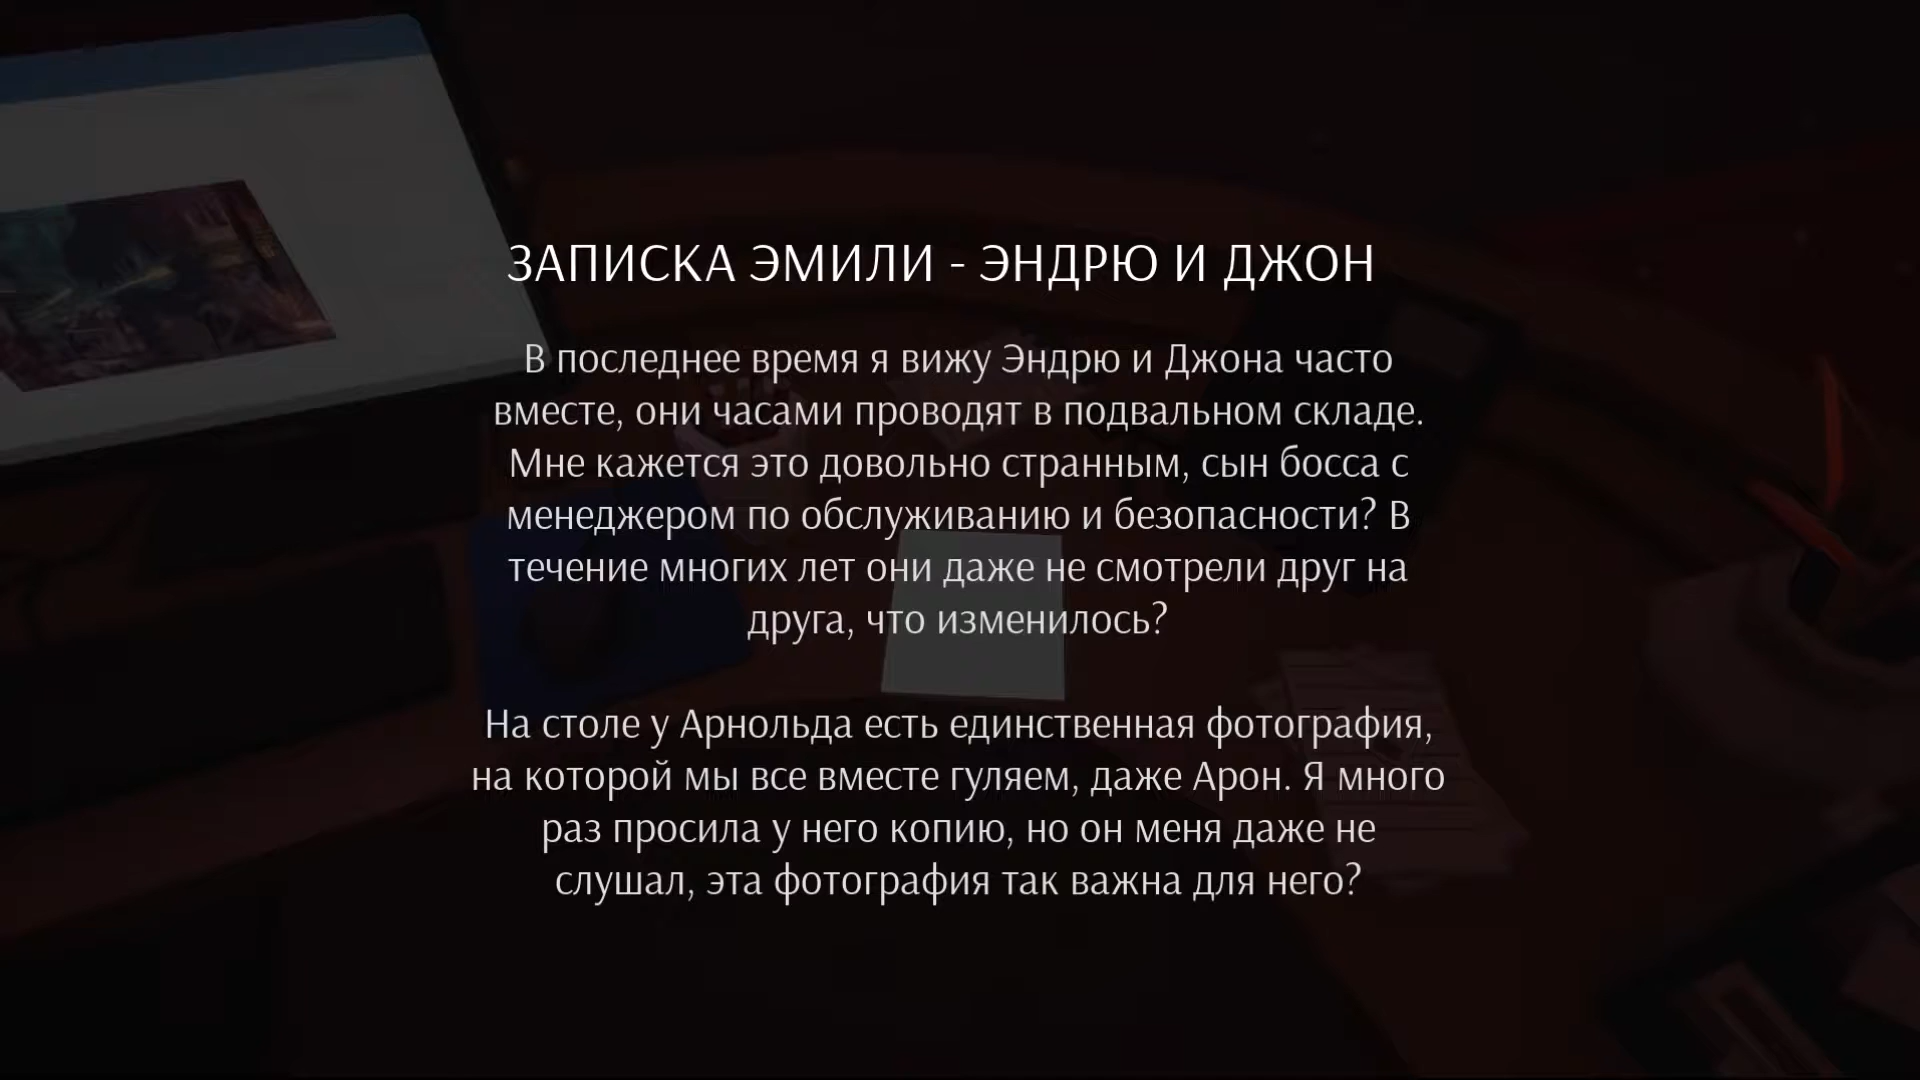 ЗАПИСКА ЭМИЛИ - ЭНДРЮ И ДЖОН
В последнее время я вижу Эндрю и Джона часто
вместе, они часами проводят в подвальном складе.
Мне кажется это довольно странным, сын босса с
менеджером по обслуживанию и безопасности? В
течение многих лет они даже не смотрели друг на
друга, что изменилось?
На столе у Арнольда есть единственная фотография,
на которой мы все вместе гуляем, даже Арон. Я много
раз просила у него копию, но он меня даже не
слушал, эта фотография так важна для него?